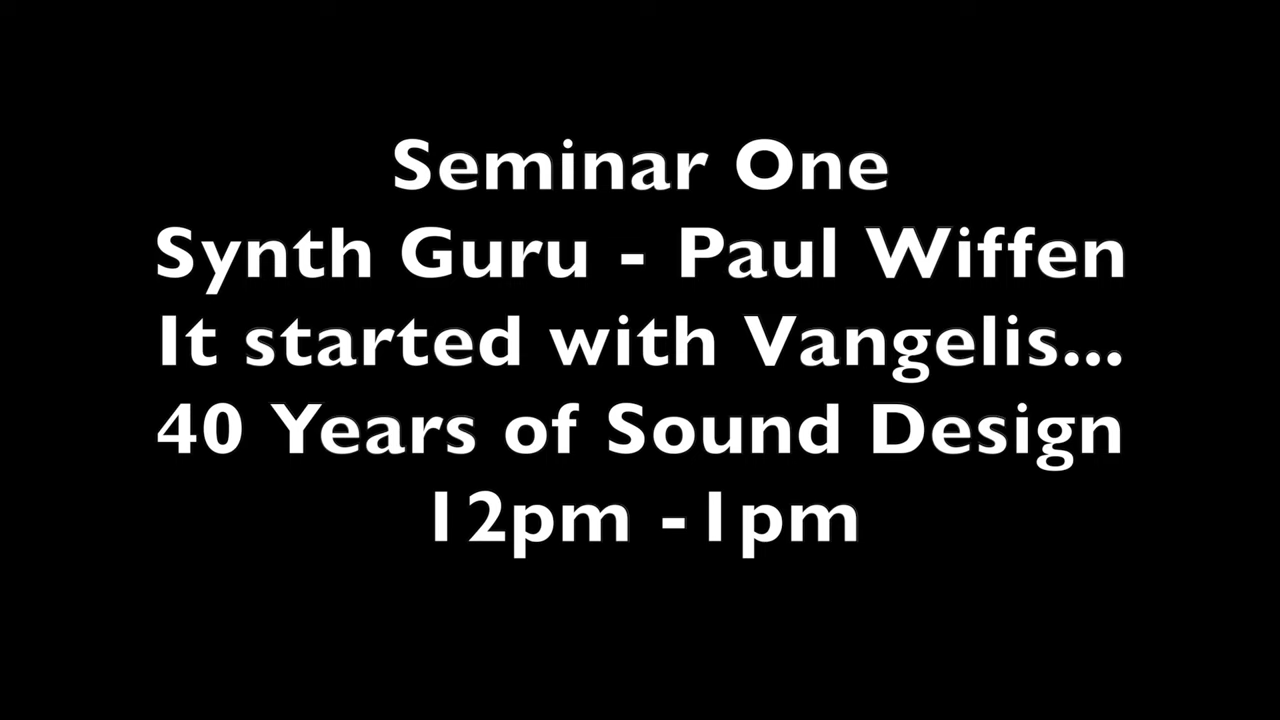 Seminar One
Synth Guru - Paul Wiffen
It started with Vangelis...
40 Years of Sound Design
12pm -1pm